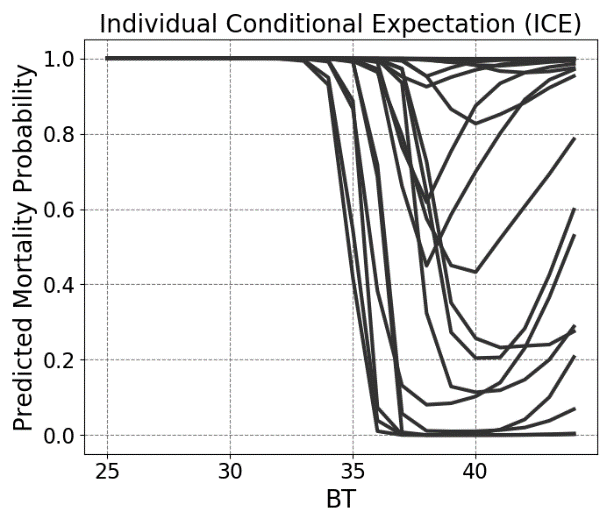 Individual Conditional Expectation (ICE)
Predicted Mortality Probability
1.0
0.8
0.6
0.4
0.2
0.0
25 30 35 40
BT